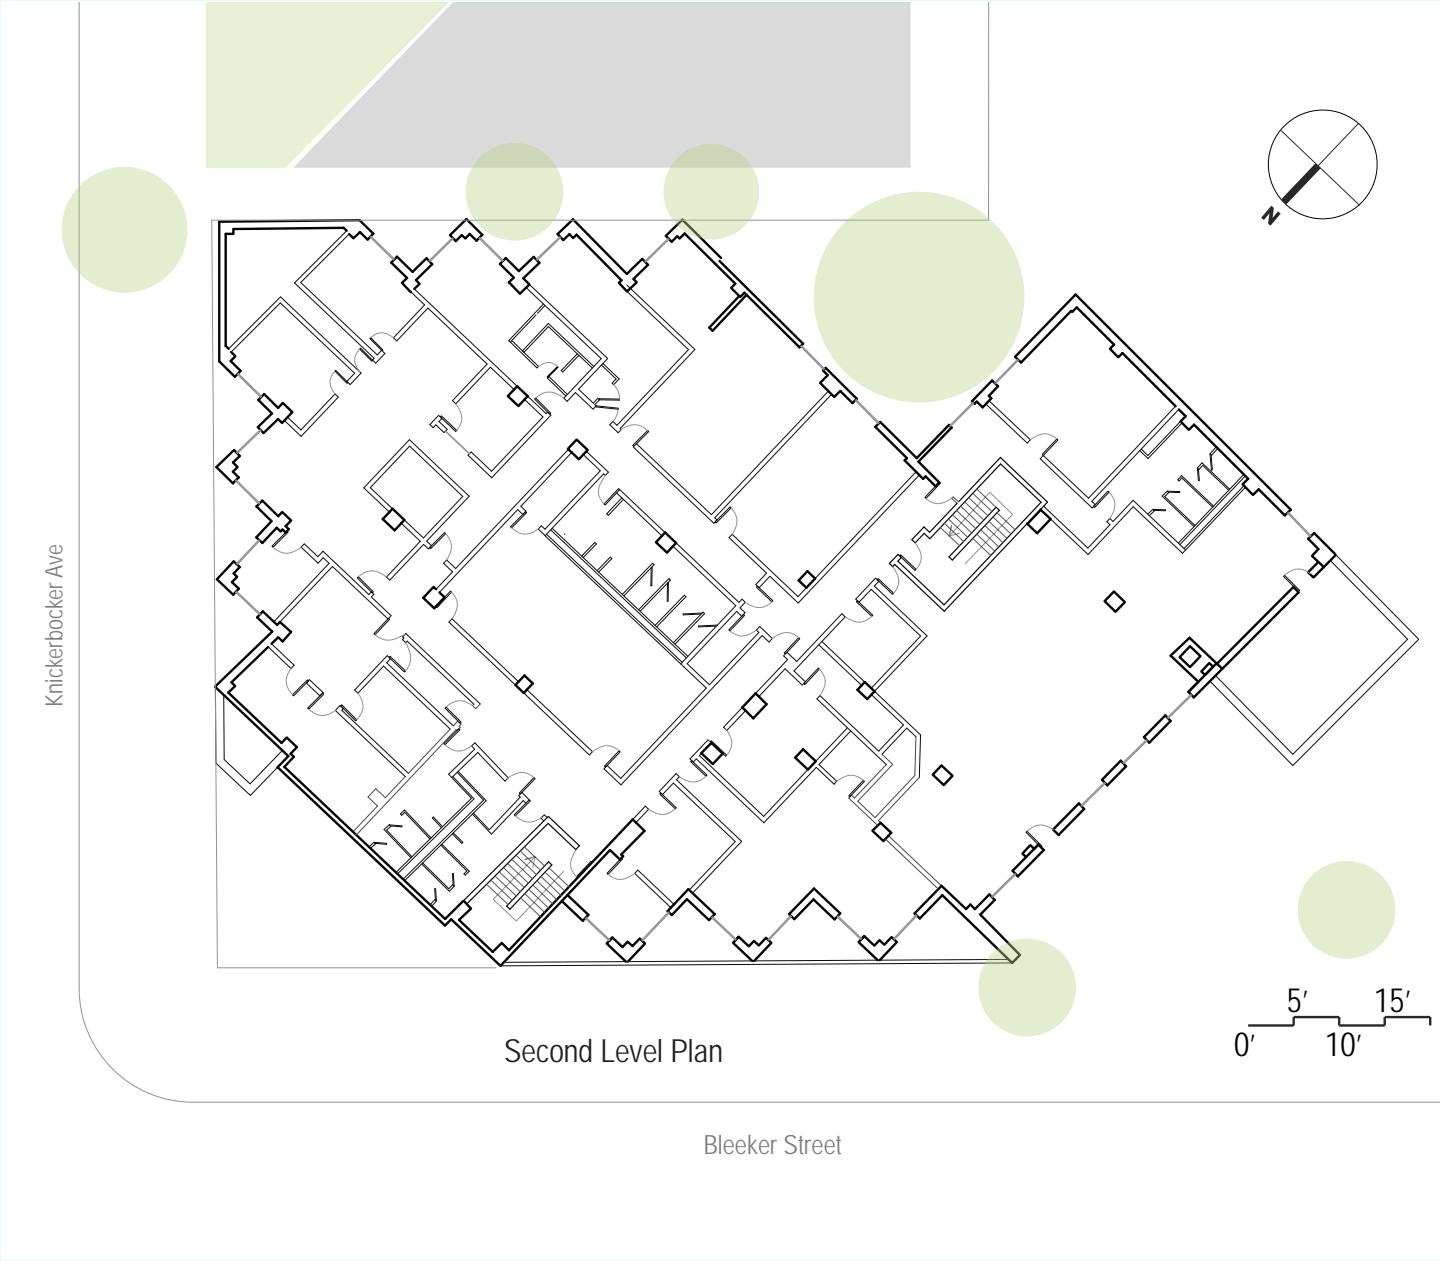 N
Knickerbocker Ave
5' 15'
0' 10'
Second Level Plan
Bleeker Street